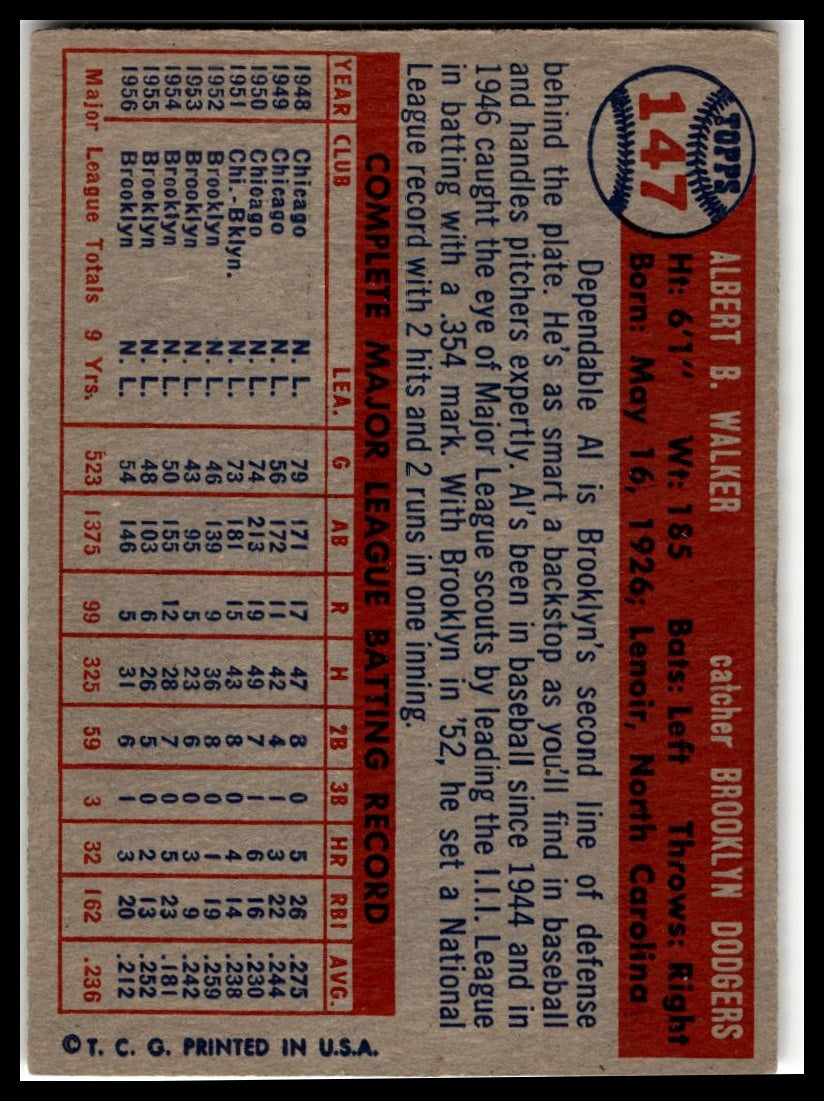 TOPPS
147
ALBERT B. WALKER catcher BROOKLYN DODGERS
Ht: 6'1" Wt: 185 Bats: Left Throws: Right
Born: May 16, 1926; Lenoir, North Carolina
Dependable Al is Brooklyn's second line of defense
behind the plate. He's as smart a backstop as you'll find in baseball
and handles pitchers expertly. Al's been in baseball since 1944 and in
1946 caught the eye of Major League scouts by leading the I.I.I. League
in batting with a .354 mark. With Brooklyn in '52, he set a National
League record with 2 hits and 2 runs in one inning.
COMPLETE MAJOR LEAGUE BATTING RECORD
YEAR CLUB LEA. G AB R H 2B 3B HR RBI AVG.
1948 Chicago N. L. 79 171 17 47 8 0 5 26 .275
1949 Chicago N. L. 56 172 11 42 4 1 3 22 .244
1950 Chicago N. L. 74 213 19 49 7 1 6 16 .230
1951 Chi.-Bklyn. N. L. 73 181 15 43 8 0 4 14 .238
1952 Brooklyn N. L. 46 139 9 36 8 0 1 19 .259
1953 Brooklyn N. L. 43 95 5 23 6 0 3 9 .242
1954 Brooklyn N. L. 50 155 12 28 7 0 5 23 .181
1955 Brooklyn N. L. 48 103 6 26 5 0 2 13 .252
1956 Brooklyn N. L. 54 146 5 31 6 1 3 20 .212
Major League Totals 9 Yrs. 523 1375 99 325 59 3 32 162 .236
© T. C. G. PRINTED IN U.S.A.